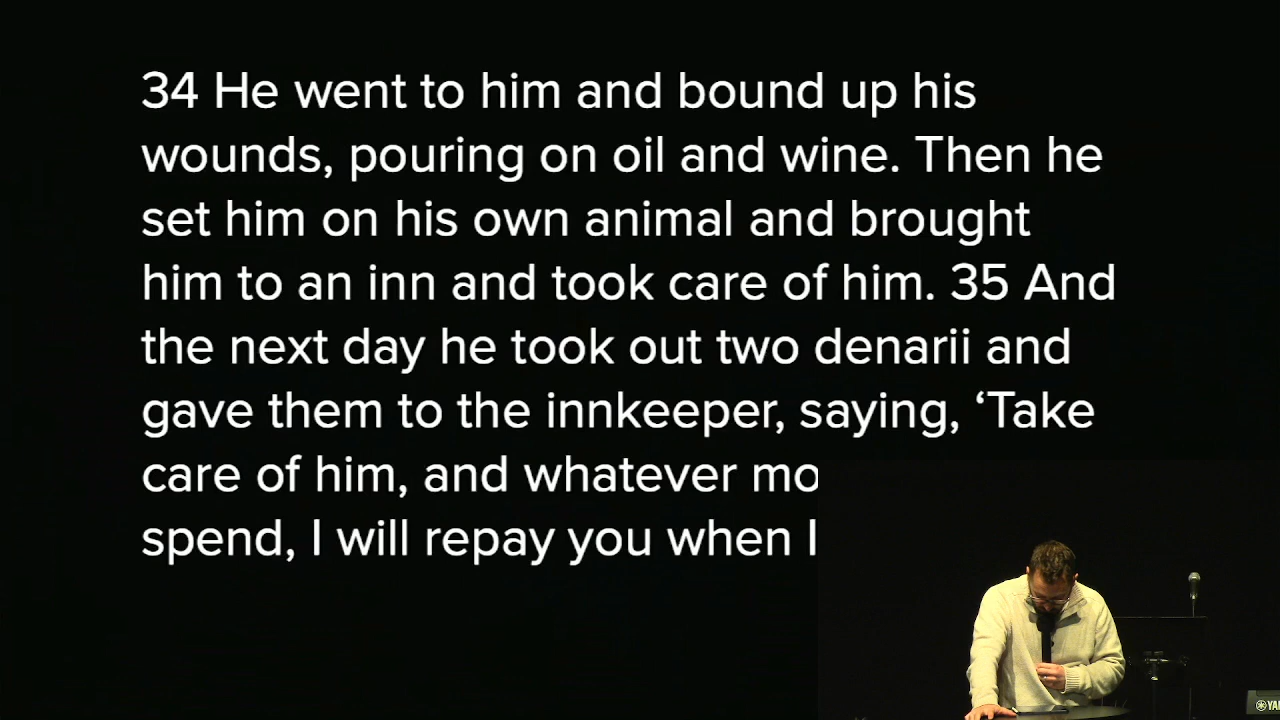 34 He went to him and bound up his
wounds, pouring on oil and wine. Then he
set him on his own animal and brought
him to an inn and took care of him. 35 And
the next day he took out two denarii and
gave them to the innkeeper, saying, ‘Take
care of him, and whatever mo
spend, I will repay you when I
YA